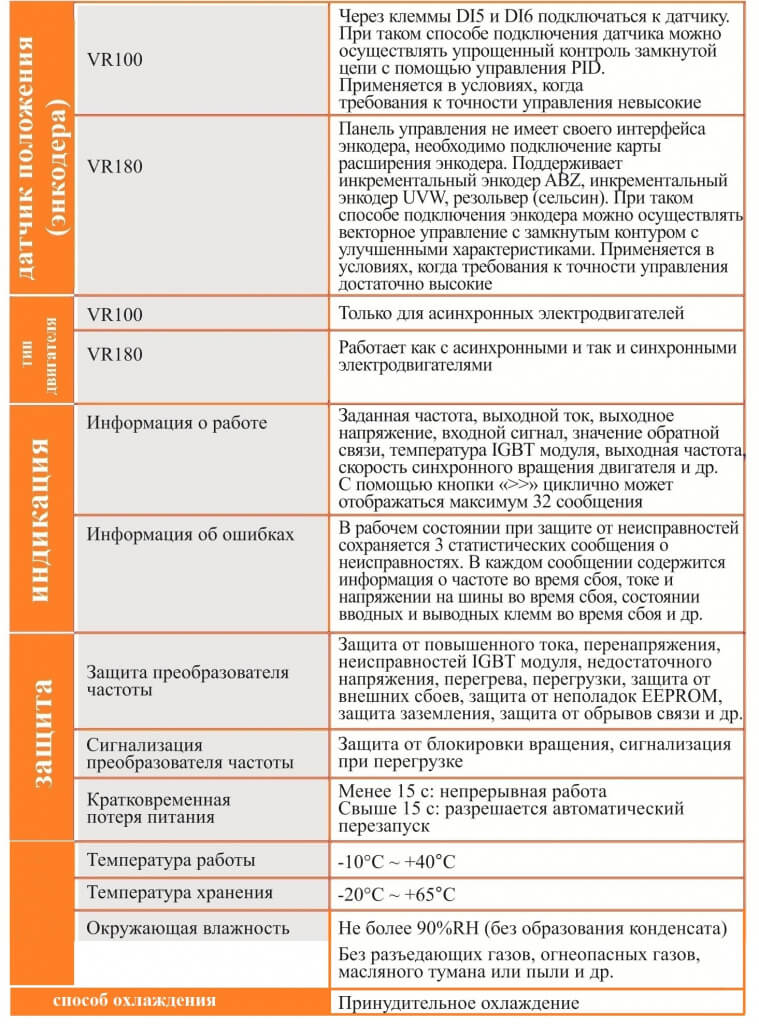 датчик положения
(энкодера)
VR100
Через клеммы DI5 и DI6 подключаться к датчику.
При таком способе подключения датчика можно
осуществлять упрощенный контроль замкнутой
цепи с помощью управления PID.
Применяется в условиях, когда
требования к точности управления невысокие
VR180
Панель управления не имеет своего интерфейса
энкодера, необходимо подключение карты
расширения энкодера. Поддерживает
инкрементальный энкодер ABZ, инкрементальный
энкодер UVW, резольвер (сельсин). При таком
способе подключения энкодера можно осуществлять
векторное управление с замкнутым контуром с
улучшенными характеристиками. Применяется в
условиях, когда требования к точности управления
достаточно высокие
тип
двигателя
VR100
Только для асинхронных электродвигателей
VR180
Работает как с асинхронными и так и синхронными
электродвигателями
индикация
Информация о работе
Заданная частота, выходной ток, выходное
напряжение, входной сигнал, значение обратной
связи, температура IGBT модуля, выходная частота,
скорость синхронного вращения двигателя и др.
С помощью кнопки «>>» циклично может
отображаться максимум 32 сообщения
Информация об ошибках
В рабочем состоянии при защите от неисправностей
сохраняется 3 статистических сообщения о
неисправностях. В каждом сообщении содержится
информация о частоте во время сбоя, токе и
напряжении на шины во время сбоя, состоянии
вводных и выводных клемм во время сбоя и др.
защита
Защита преобразователя
частоты
Защита от повышенного тока, перенапряжения,
неисправностей IGBT модуля, недостаточного
напряжения, перегрева, перегрузки, защита от
внешних сбоев, защита от неполадок EEPROM,
защита заземления, защита от обрывов связи и др.
Сигнализация
преобразователя частоты
Защита от блокировки вращения, сигнализация
при перегрузке
Кратковременная
потеря питания
Менее 15 с: непрерывная работа
Свыше 15 с: разрешается автоматический
перезапуск
Температура работы
-10°C ~ +40°C
Температура хранения
-20°C ~ +65°C
Окружающая влажность
Не более 90%RH (без образования конденсата)
Без разъедающих газов, огнеопасных газов,
масляного тумана или пыли и др.
способ охлаждения
Принудительное охлаждение